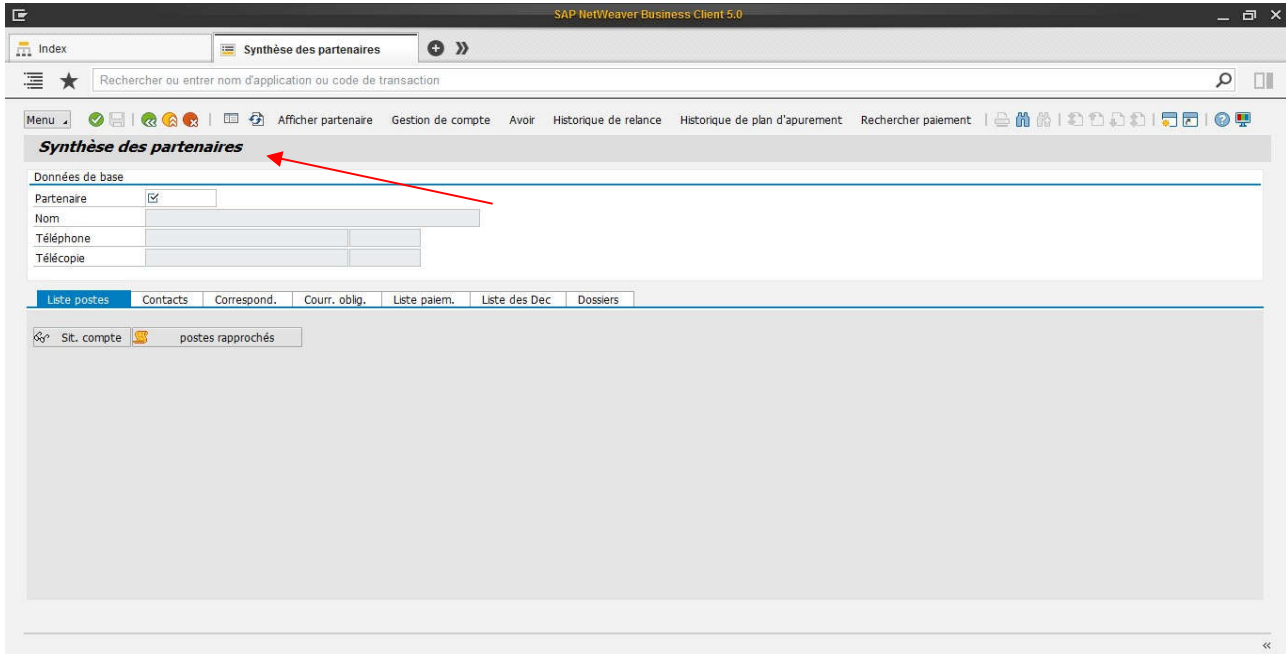 SAP NetWeaver Business Client 5.0
Index Synthèse des partenaires
Rechercher ou entrer nom d'application ou code de transaction
Menu Afficher partenaire Gestion de compte Avoir Historique de relance Historique de plan d'apurement Rechercher paiement
Synthèse des partenaires
Données de base
Partenaire
Nom
Téléphone
Télécopie
Liste postes Contacts Correspond. Courr. oblig. Liste paiem. Liste des Dec Dossiers
Sit. compte postes rapprochés